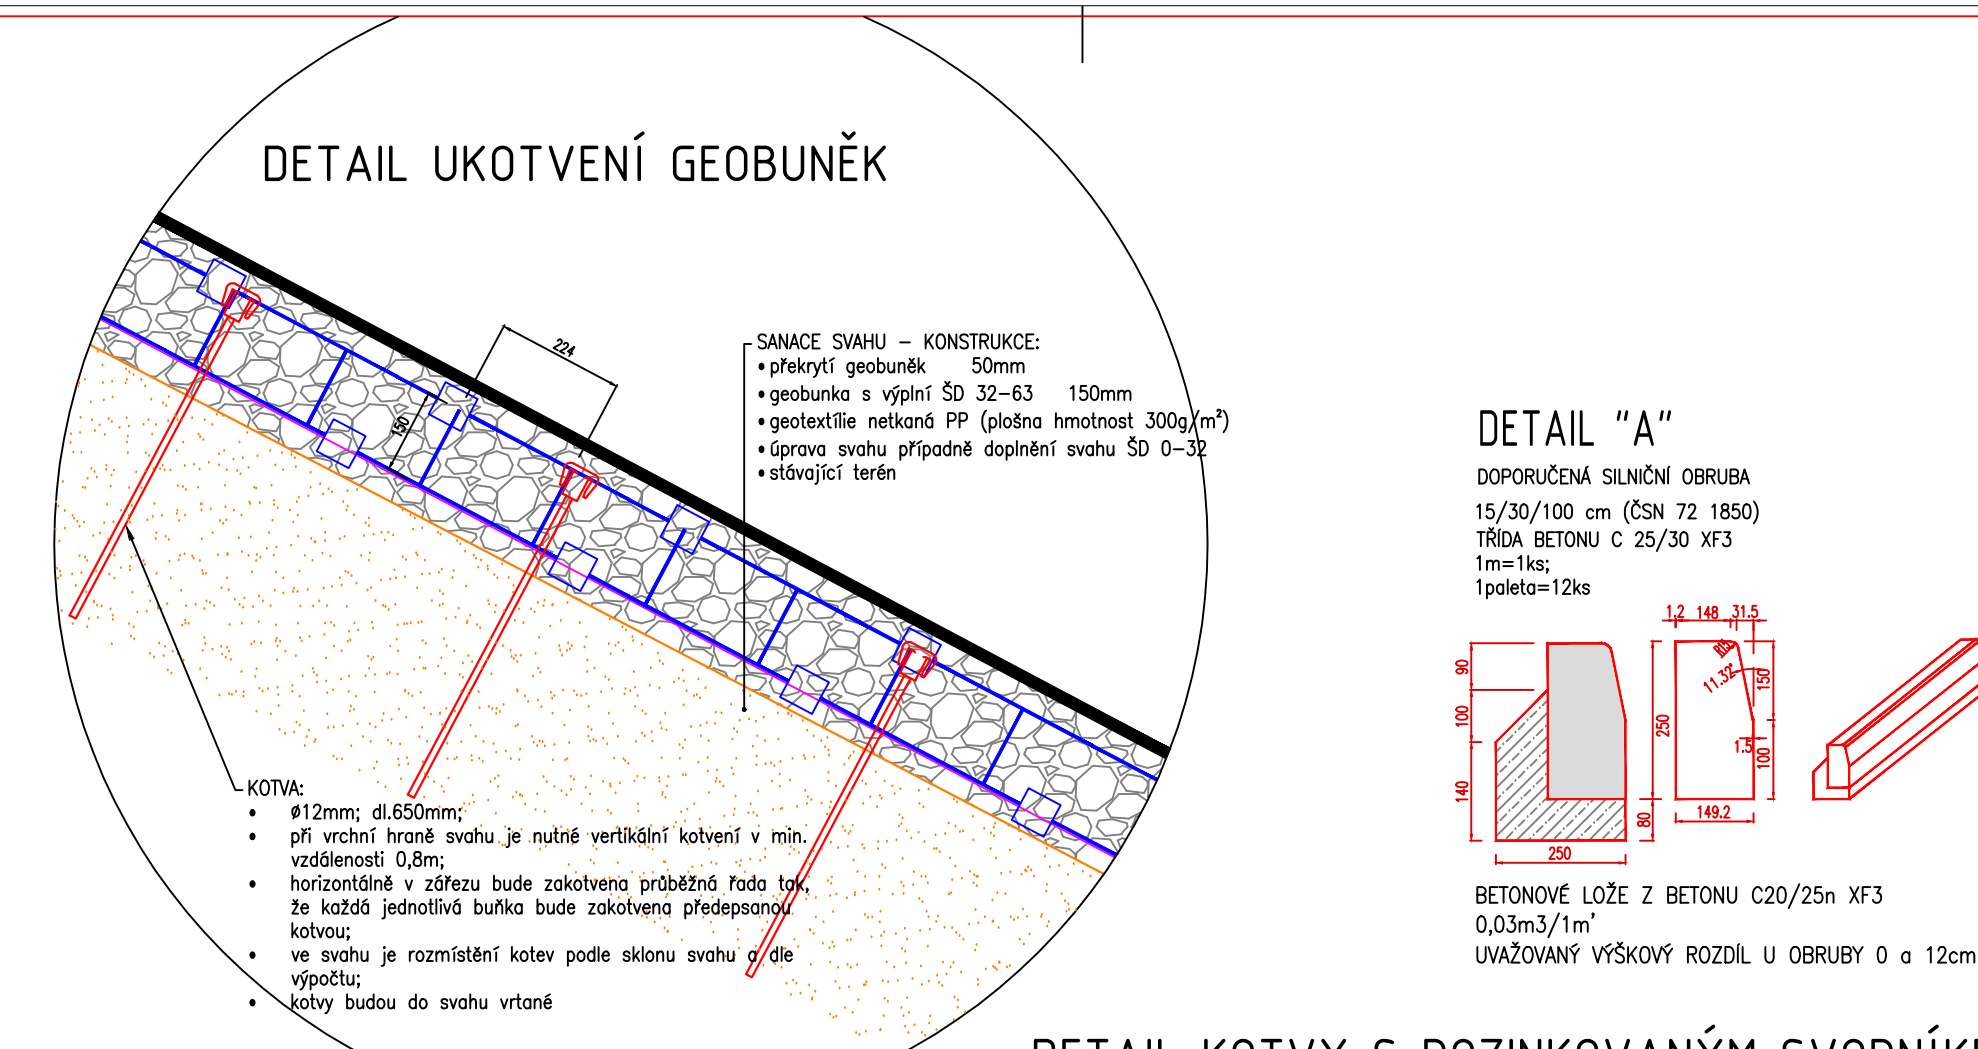 DETAIL UKOTVENÍ GEOBUNĚK
224
150
SANACE SVAHU – KONSTRUKCE:
• překrytí geobuněk 50mm
• geobunka s výplní ŠD 32–63 150mm
• geotextílie netkaná PP (plošna hmotnost 300g/m²)
• úprava svahu případně doplnění svahu ŠD 0–32
• stávající terén
KOTVA:
• ø12mm; dl.650mm;
• při vrchní hraně svahu je nutné vertikální kotvení v min.
vzdálenosti 0,8m;
• horizontálně v zářezu bude zakotvena průběžná řada tak,
že každá jednotlivá buňka bude zakotvena předepsanou
kotvou;
• ve svahu je rozmístění kotev podle sklonu svahu a dle
výpočtu;
• kotvy budou do svahu vrtané
DETAIL "A"
DOPORUČENÁ SILNIČNÍ OBRUBA
15/30/100 cm (ČSN 72 1850)
TŘÍDA BETONU C 25/30 XF3
1m=1ks;
1paleta=12ks
1.2 148 31.5
90
100
140
250
80
250
R15
11.32°
150
1.5
100
149.2
BETONOVÉ LOŽE Z BETONU C20/25n XF3
0,03m3/1m'
UVAŽOVANÝ VÝŠKOVÝ ROZDÍL U OBRUBY 0 a 12cm
DETAIL KOTVY S POZINKOVANÝM SVORNÍK